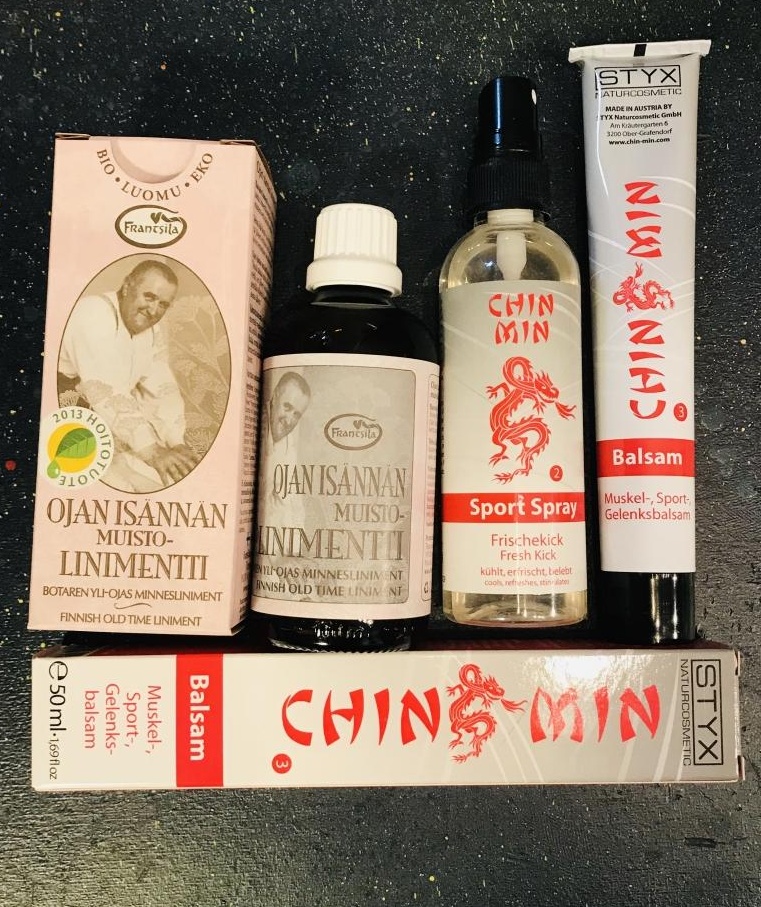 BIO • LUOMU • EKO
Frantsila
2013 HOITOTUOTE
OJAN ISÄNNÄN
MUISTO-
LINIMENTTI
BOTAREN YLI-OJAS MINNESLINIMENT
FINNISH OLD TIME LINIMENT
Frantsila
OJAN ISÄNNÄN
MUISTO-
LINIMENTTI
EN YLI-OJAS MINNESLINIMENT
FINNISH OLD TIME LINIMENT
CHIN
MIN
2
Sport Spray
Frischekick
Fresh Kick
kühlt, erfrischt, belebt
cools, refreshes, stimulates
STYX
NATURCOSMETIC
MADE IN AUSTRIA BY
STYX Naturcosmetic GmbH
Am Kräutergarten 6
3200 Ober-Grafendorf
www.chin-min.com
CHIN MIN
3
Balsam
Muskel-, Sport-,
Gelenksbalsam
e 50 ml • 1,69fl oz
Muskel-,
Sport-,
Gelenks-
balsam
Balsam
3
CHIN MIN
STYX
NATURCOSMETIC